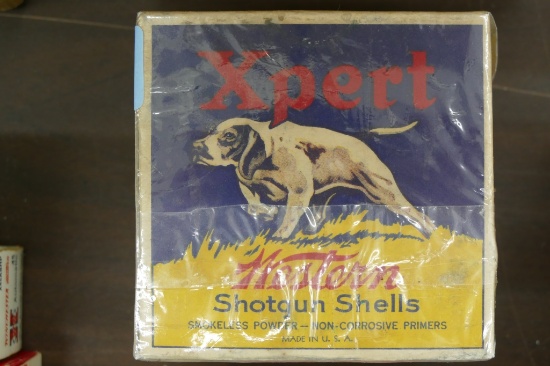 Xpert
Western
Shotgun Shells
SMOKELESS POWDER — NON-CORROSIVE PRIMERS
MADE IN U. S. A.